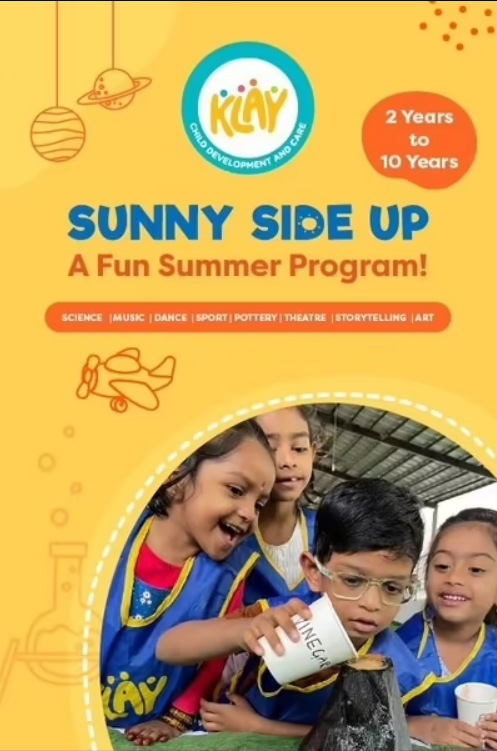 KLAY
CHILD DEVELOPMENT AND CARE
2 Years
to
10 Years
SUNNY SIDE UP
A Fun Summer Program!
SCIENCE | MUSIC | DANCE | SPORT | POTTERY | THEATRE | STORYTELLING | ART
VINEGAR
KLAY